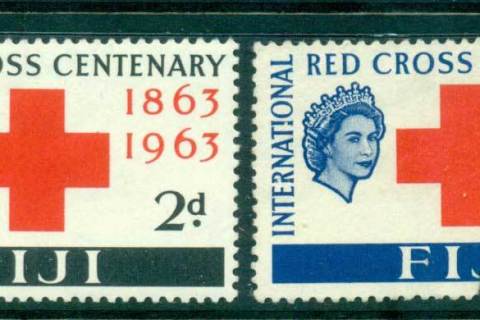 OSS CENTENARY
1863
1963
2d.
IJI
INTERNATIONAL
RED CROSS
FIJ